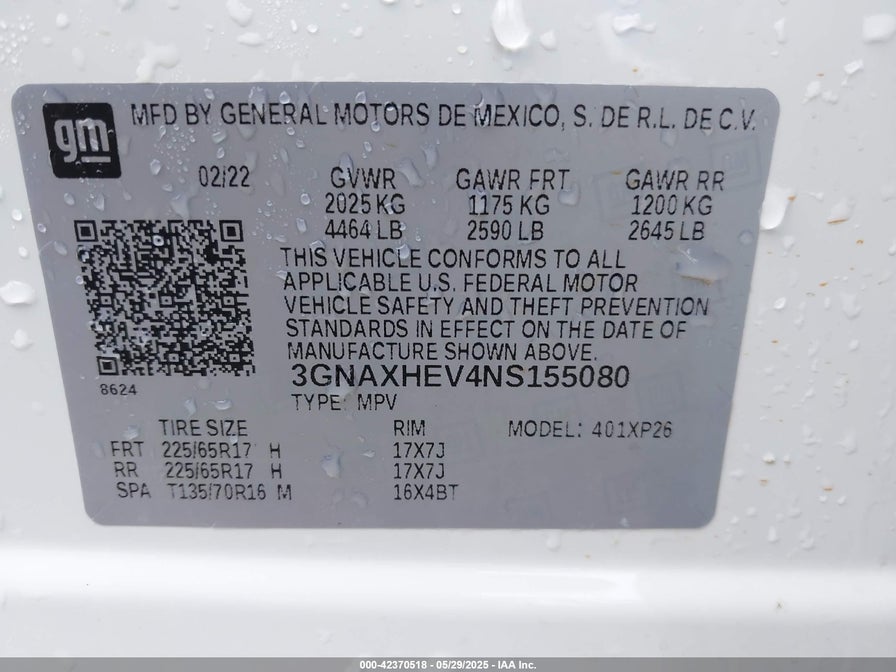 gm
MFD BY GENERAL MOTORS DE MEXICO, S. DE R.L. DE C.V.
02/22 GVWR GAWR FRT GAWR RR
2025 KG 1175 KG 1200 KG
4464 LB 2590 LB 2645 LB
THIS VEHICLE CONFORMS TO ALL
APPLICABLE U.S. FEDERAL MOTOR
VEHICLE SAFETY AND THEFT PREVENTION
STANDARDS IN EFFECT ON THE DATE OF
MANUFACTURE SHOWN ABOVE.
3GNAXHEV4NS155080
8624
TYPE: MPV
TIRE SIZE RIM MODEL: 401XP26
FRT 225/65R17 H 17X7J
RR 225/65R17 H 17X7J
SPA T135/70R16 M 16X4BT
000-42370518 - 05/29/2025 - IAA Inc.